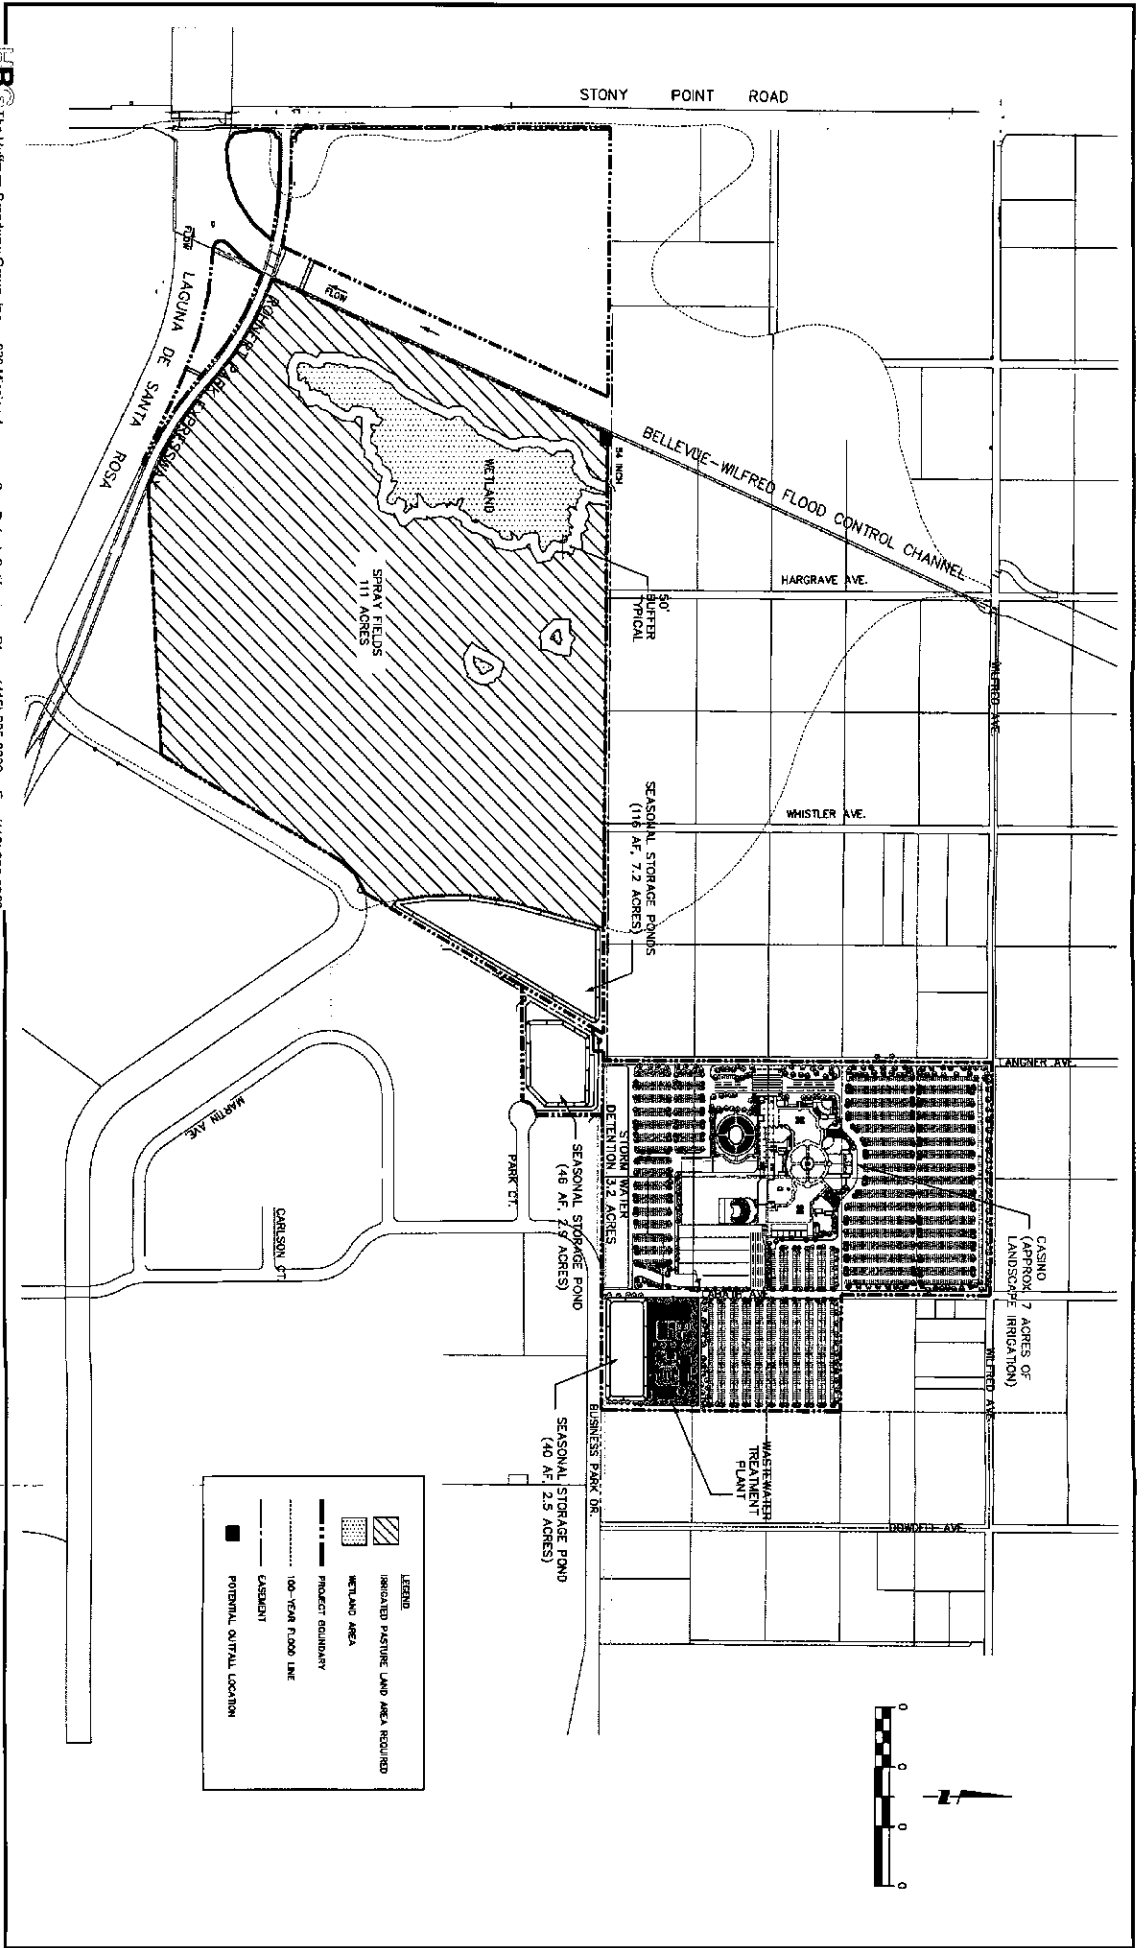 STONY POINT ROAD
BELLEVUE-WILFRED FLOOD CONTROL CHANNEL
HARGRAVE AVE.
WILFRED AVE
WHISTLER AVE.
LANGNER AVE.
LABATH AVE
WILFRED AVE
DOWDELL AVE.
BUSINESS PARK DR.
FLOW
FLOW
LAGUNA DE SANTA ROSA
ROHNERT PARK EXPRESSWAY
54 INCH
WETLAND
50'
BUFFER
TYPICAL
SPRAY FIELDS
111 ACRES
SEASONAL STORAGE PONDS
(116 AF, 7.2 ACRES)
STORM WATER
DETENTION 3.2 ACRES
SEASONAL STORAGE POND
(46 AF, 2.9 ACRES)
PARK CT.
MARTIN AVE.
CARLSON CT.
CASINO
(APPROX. 7 ACRES OF
LANDSCAPE IRRIGATION)
WASTEWATER
TREATMENT
PLANT
SEASONAL STORAGE POND
(40 AF, 2.5 ACRES)
LEGEND
IRRIGATED PASTURE LAND AREA REQUIRED
WETLAND AREA
PROJECT BOUNDARY
100-YEAR FLOOD LINE
EASEMENT
POTENTIAL OUTFALL LOCATION
0 0 0 0